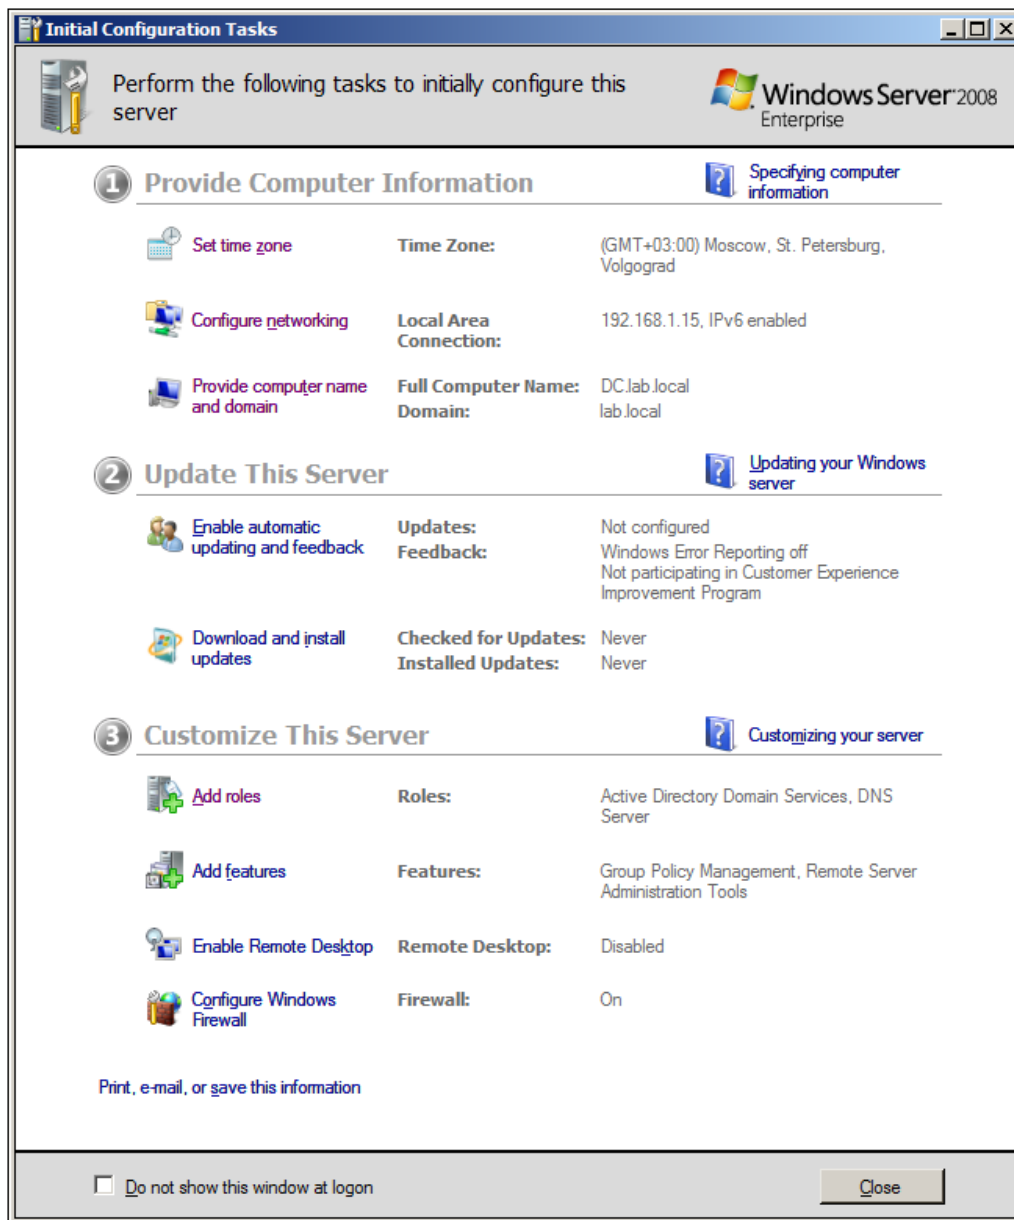 Initial Configuration Tasks
Perform the following tasks to initially configure this
server
Windows Server 2008
Enterprise
1 Provide Computer Information
Specifying computer
information
Set time zone Time Zone: (GMT+03:00) Moscow, St. Petersburg,
Volgograd
Configure networking Local Area 192.168.1.15, IPv6 enabled
Connection:
Provide computer name Full Computer Name: DC.lab.local
and domain Domain: lab.local
2 Update This Server
Updating your Windows
server
Enable automatic Updates: Not configured
updating and feedback Feedback: Windows Error Reporting off
Not participating in Customer Experience
Improvement Program
Download and install Checked for Updates: Never
updates Installed Updates: Never
3 Customize This Server Customizing your server
Add roles Roles: Active Directory Domain Services, DNS
Server
Add features Features: Group Policy Management, Remote Server
Administration Tools
Enable Remote Desktop Remote Desktop: Disabled
Configure Windows Firewall: On
Firewall
Print, e-mail, or save this information
Do not show this window at logon Close